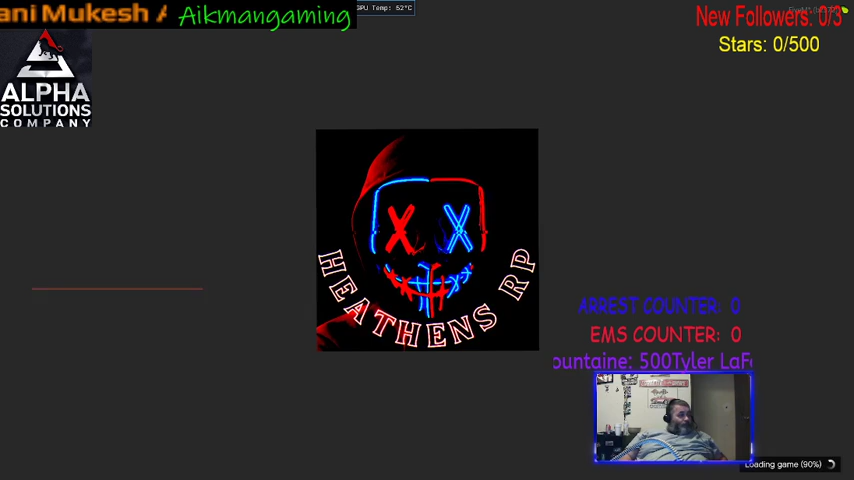 ani Mukesh A
Aikmangaming
GPU Temp: 52°C
New Followers: 0/3
Stars: 0/500
ALPHA
SOLUTIONS
COMPANY
HEATHENS RP
ARREST COUNTER: 0
EMS COUNTER: 0
ountaine: 500Tyler LaFo
Loading game (90%)